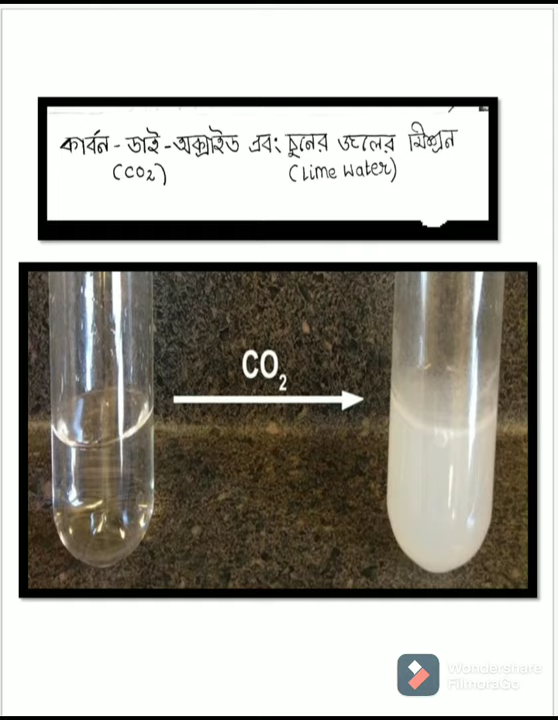 কার্বন - ডাই - অক্সাইড এবং চুনের জলের মিশ্রন
(CO2) (Lime Water)
CO₂
Wondershare
FilmoraGo